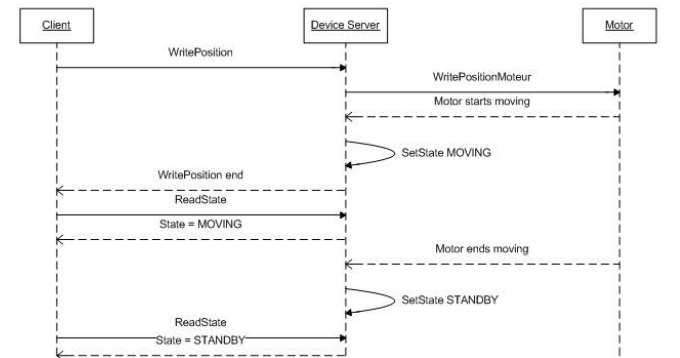 Client
Device Server
Motor
WritePosition
WritePositionMoteur
Motor starts moving
SetState MOVING
WritePosition end
ReadState
State = MOVING
Motor ends moving
SetState STANDBY
ReadState
State = STANDBY